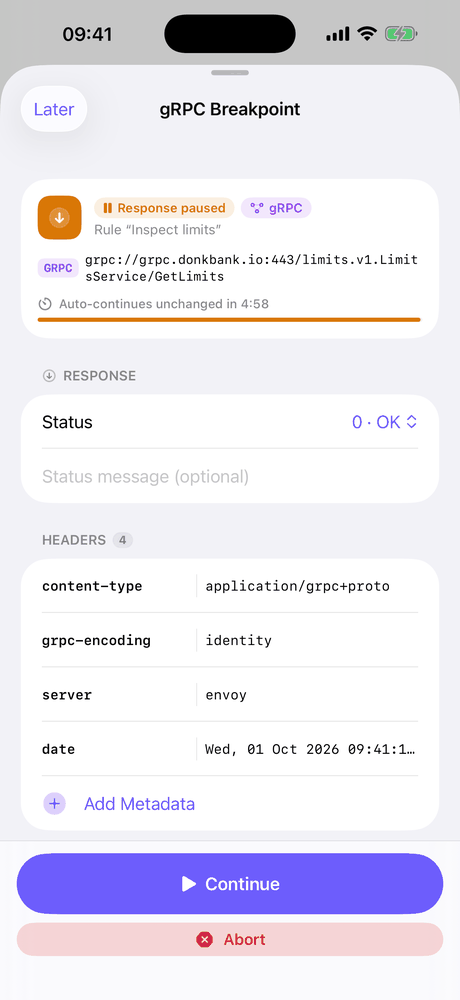 09:41
Later
gRPC Breakpoint
Response paused
gRPC
Rule “Inspect limits”
GRPC
grpc://grpc.donkbank.io:443/limits.v1.Limit
sService/GetLimits
Auto-continues unchanged in 4:58
RESPONSE
Status
0 · OK
Status message (optional)
HEADERS 4
content-type
application/grpc+proto
grpc-encoding
identity
server
envoy
date
Wed, 01 Oct 2026 09:41:1…
Add Metadata
Continue
Abort